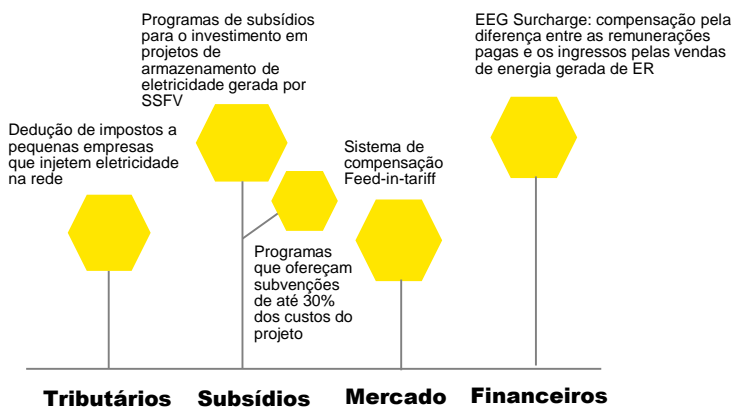 Programas de subsídios
para o investimento em
projetos de
armazenamento de
eletricidade gerada por
SSFV
EEG Surcharge: compensação pela
diferença entre as remunerações
pagas e os ingressos pelas vendas
de energia gerada de ER
Dedução de impostos a
pequenas empresas
que injetem eletricidade
na rede
Sistema de
compensação
Feed-in-tariff
Programas
que ofereçam
subvenções
de até 30%
dos custos do
projeto
Tributários
Subsídios
Mercado
Financeiros